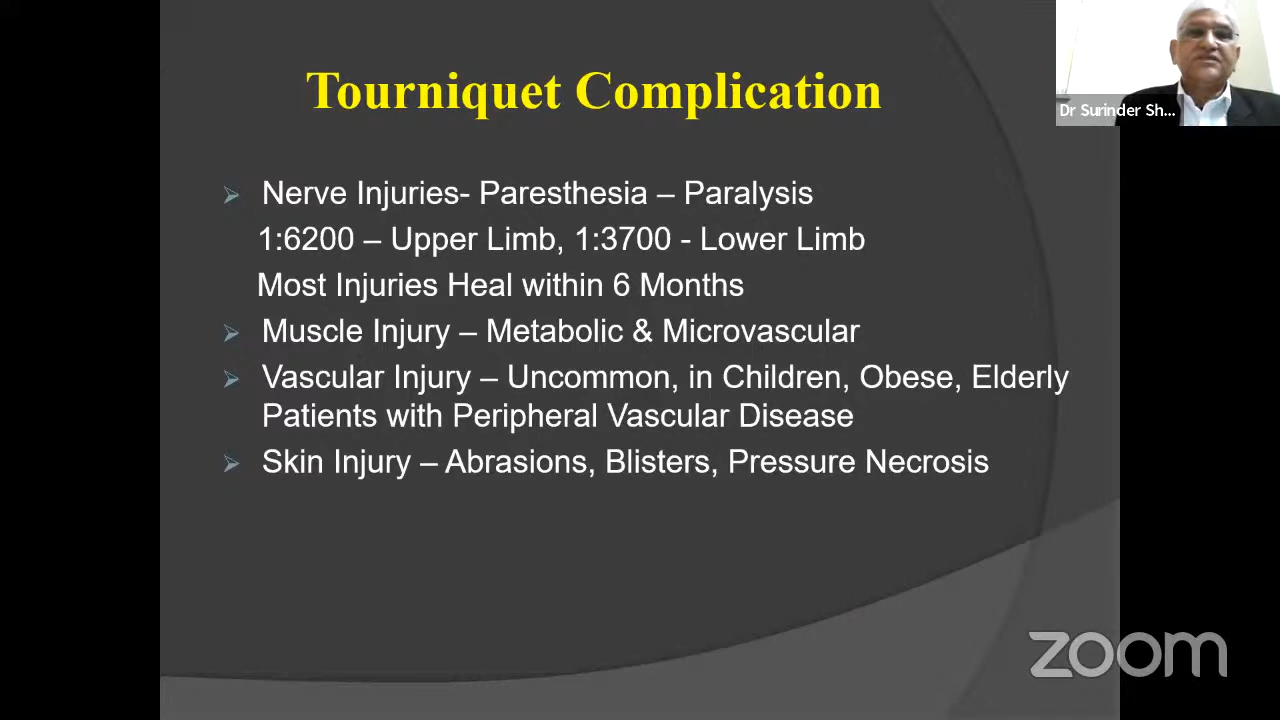 Tourniquet Complication
Dr Surinder Sh...
Nerve Injuries- Paresthesia – Paralysis
1:6200 – Upper Limb, 1:3700 - Lower Limb
Most Injuries Heal within 6 Months
Muscle Injury – Metabolic & Microvascular
Vascular Injury – Uncommon, in Children, Obese, Elderly
Patients with Peripheral Vascular Disease
Skin Injury – Abrasions, Blisters, Pressure Necrosis
zoom